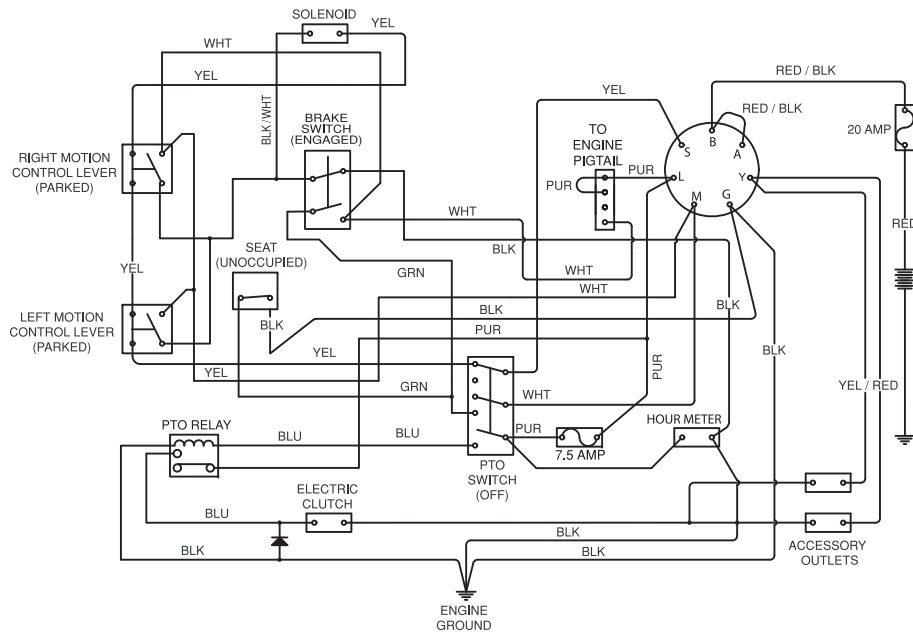 SOLENOID
YEL
WHT
YEL
RED / BLK
BLK/WHT
YEL
RED / BLK
20 AMP
BRAKE
SWITCH
(ENGAGED)
TO
ENGINE
PIGTAIL
S
B
A
RIGHT MOTION
CONTROL LEVER
(PARKED)
PUR
PUR
L
Y
M
G
WHT
RED
BLK
SEAT
(UNOCCUPIED)
YEL
GRN
WHT
WHT
BLK
BLK
LEFT MOTION
CONTROL LEVER
(PARKED)
BLK
PUR
BLK
YEL
PUR
YEL
GRN
YEL / RED
WHT
PTO RELAY
BLU
BLU
PUR
HOUR METER
7.5 AMP
PTO
SWITCH
(OFF)
ELECTRIC
CLUTCH
BLU
BLK
BLK
BLK
ACCESSORY
OUTLETS
ENGINE
GROUND